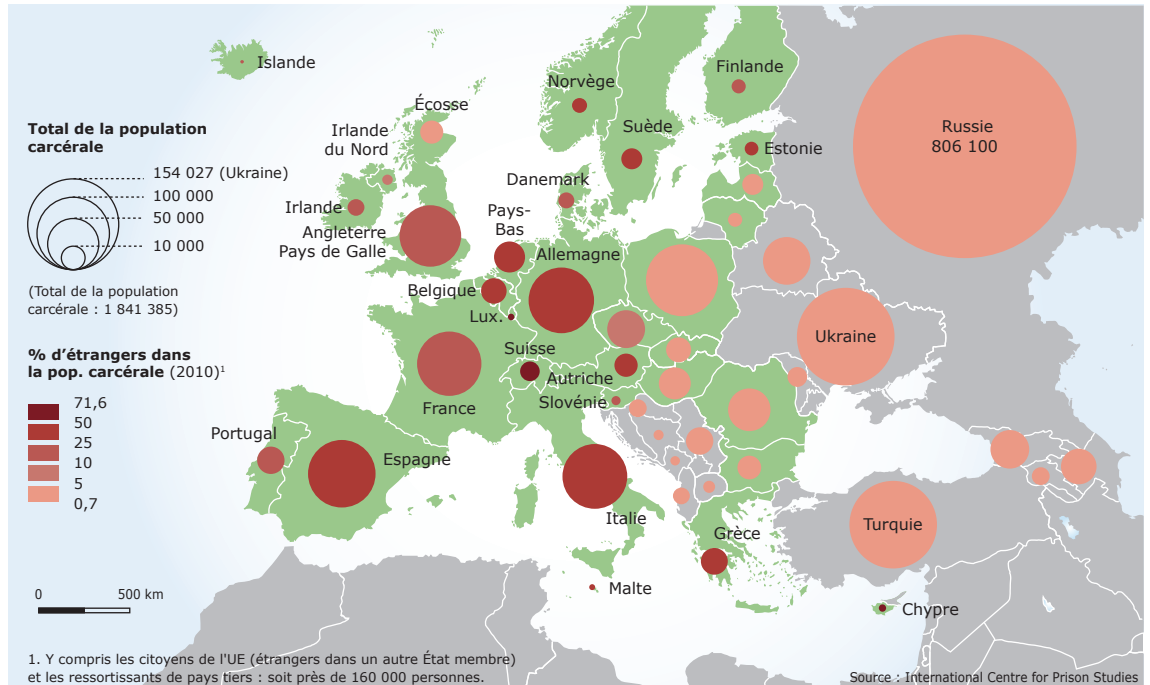 Total de la population
carcérale
154 027 (Ukraine)
100 000
50 000
10 000
(Total de la population
carcérale : 1 841 385)
% d'étrangers dans
la pop. carcérale (2010)¹
71,6
50
25
10
5
0,7
0 500 km
Islande
Norvège
Finlande
Écosse
Irlande
du Nord
Suède
Estonie
Russie
806 100
Danemark
Irlande
Angleterre
Pays de Galle
Pays-
Bas
Allemagne
Belgique
Lux.
Ukraine
Suisse
Autriche
France
Slovénie
Portugal
Espagne
Italie
Grèce
Turquie
Malte
Chypre
1. Y compris les citoyens de l'UE (étrangers dans un autre État membre)
et les ressortissants de pays tiers : soit près de 160 000 personnes.
Source : International Centre for Prison Studies